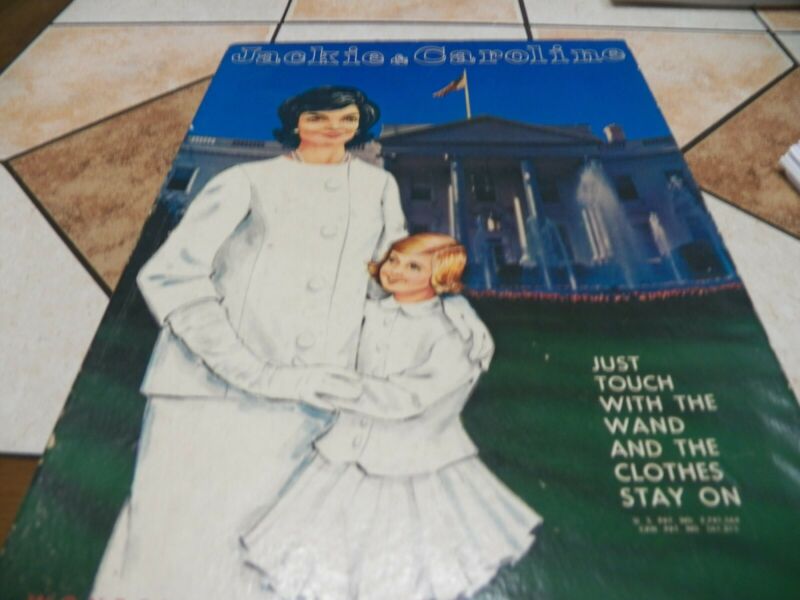 Jackie & Caroline
JUST
TOUCH
WITH THE
WAND
AND THE
CLOTHES
STAY ON